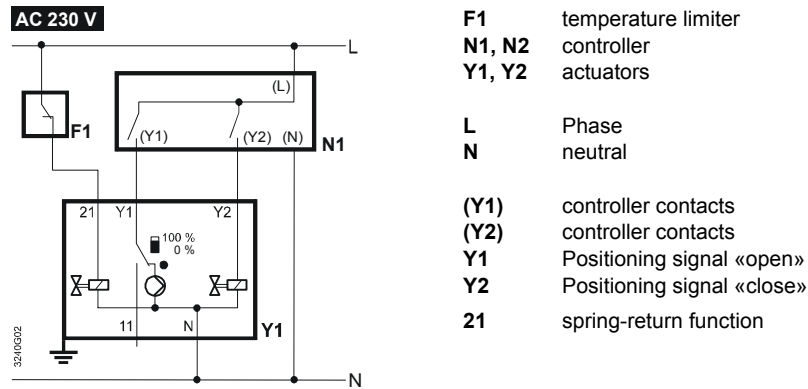 AC 230 V
L
(L)
F1
(Y1)
(Y2)
(N)
N1
21
Y1
Y2
100 %
0 %
11
N
Y1
3240G02
N
F1 temperature limiter
N1, N2 controller
Y1, Y2 actuators
L Phase
N neutral
(Y1) controller contacts
(Y2) controller contacts
Y1 Positioning signal «open»
Y2 Positioning signal «close»
21 spring-return function